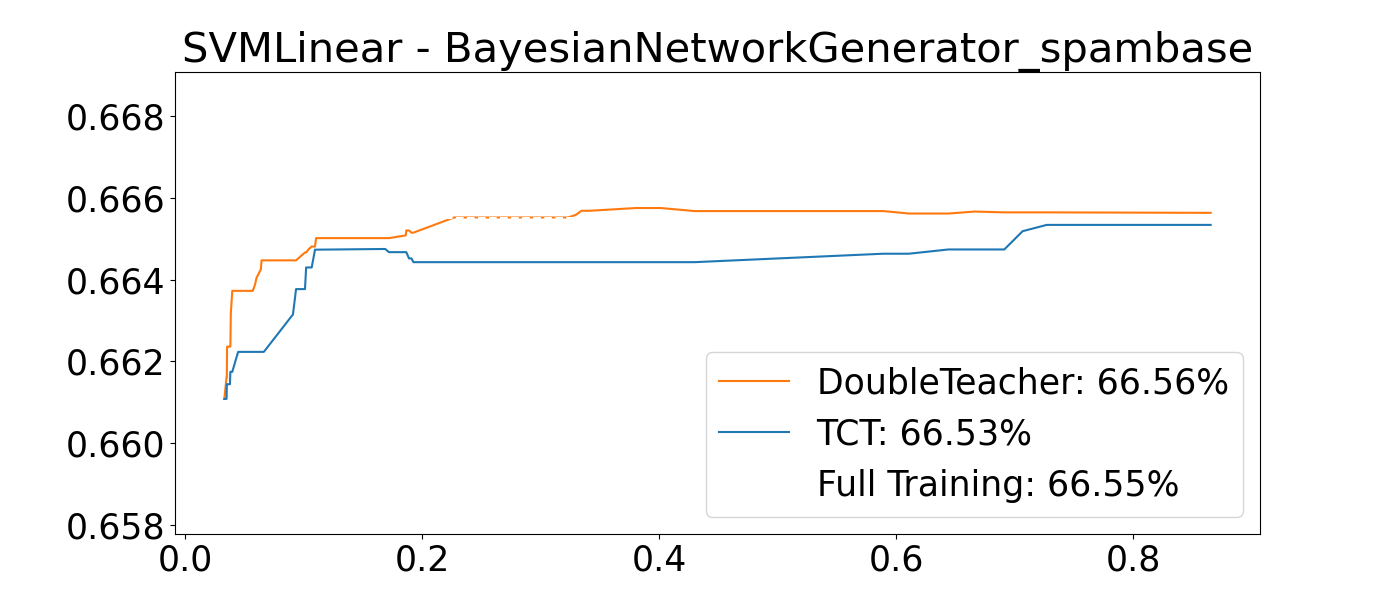 SVMLinear - BayesianNetworkGenerator_spambase
0.668
0.666
0.664
0.662
0.660
0.658
DoubleTeacher: 66.56%
TCT: 66.53%
Full Training: 66.55%
0.0 0.2 0.4 0.6 0.8